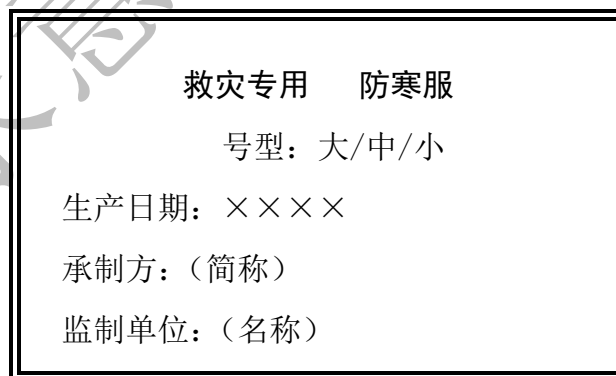 救灾专用 防寒服
号型：大/中/小
生产日期：××××
承制方：（简称）
监制单位：（名称）